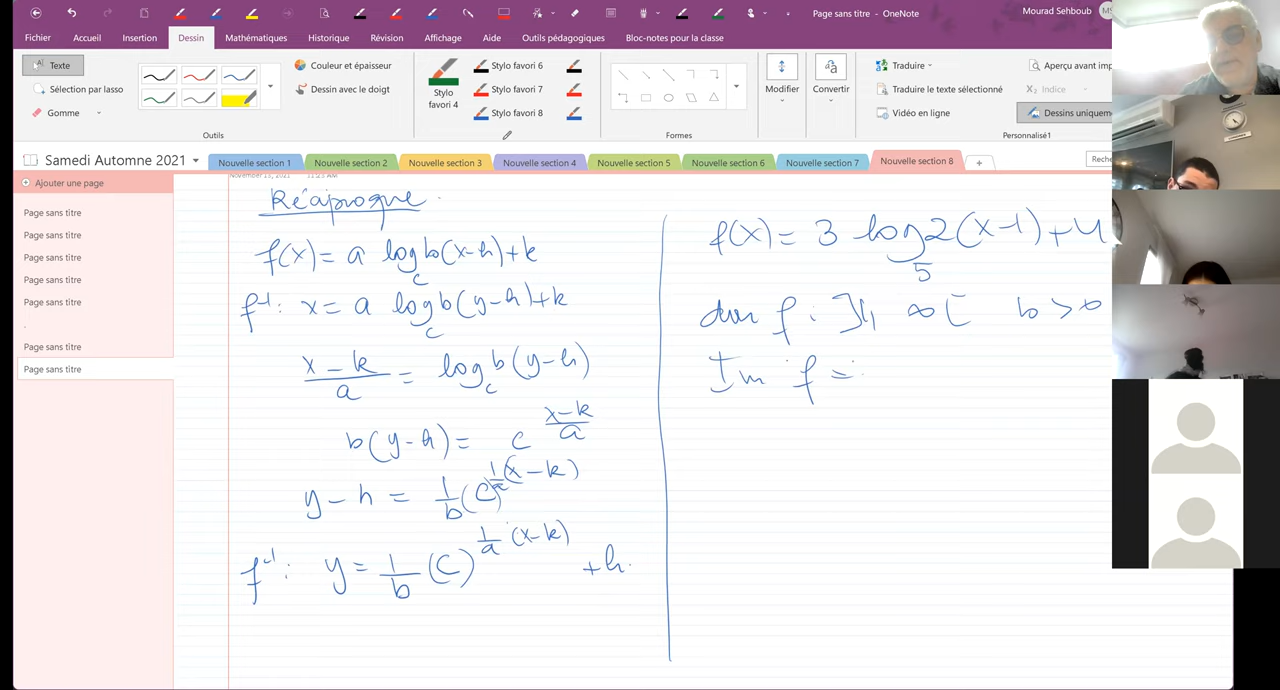 Page sans titre - OneNote
Mourad Sehboub
Fichier Accueil Insertion Dessin Mathématiques Historique Révision Affichage Aide Outils pédagogiques Bloc-notes pour la classe
Texte
Sélection par lasso
Gomme
Outils
Couleur et épaisseur
Dessin avec le doigt
Stylo favori 4
Stylo favori 6
Stylo favori 7
Stylo favori 8
Formes
Modifier
Convertir
Traduire
Traduire le texte sélectionné
Vidéo en ligne
Aperçu avant imp
Indice
Dessins uniqueme
Personnalisé1
Samedi Automne 2021
Nouvelle section 1 Nouvelle section 2 Nouvelle section 3 Nouvelle section 4 Nouvelle section 5 Nouvelle section 6 Nouvelle section 7 Nouvelle section 8 +
Reche
Ajouter une page
Page sans titre
Page sans titre
Page sans titre
Page sans titre
Page sans titre
.
Page sans titre
Page sans titre
11:23 AM
Réciproque
f(x) = a log_c b(x-h)+k
f⁻¹: x = a log_c b(y-h)+k
(x-k)/a = log_c b(y-h)
b(y-h) = c^((x-k)/a)
y-h = 1/b (c)^(1/a (x-k))
f⁻¹: y = 1/b (c)^(1/a (x-k)) + h.
f(x) = 3 log_5 2(x-1)+4
dom f : ]1, ∞[ b > 0
Im f =